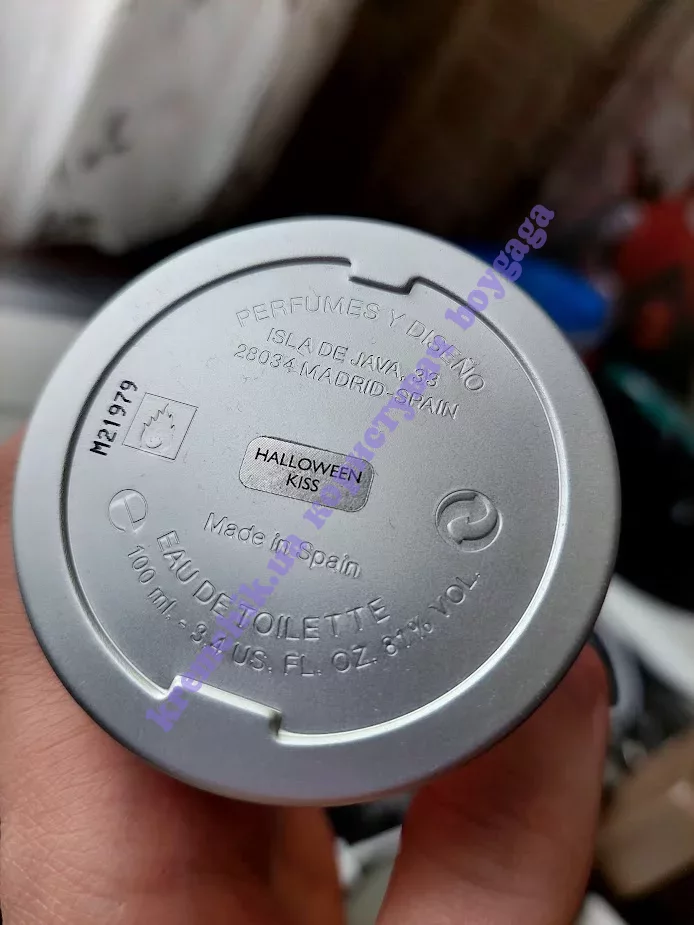 PERFUMES Y DISEÑO
ISLA DE JAVA, 33
28034 MADRID-SPAIN
M21979
HALLOWEEN
KISS
Made in Spain
EAU DE TOILETTE
100 ml. - 3.4 US. FL. OZ. 81% VOL.
boygaga